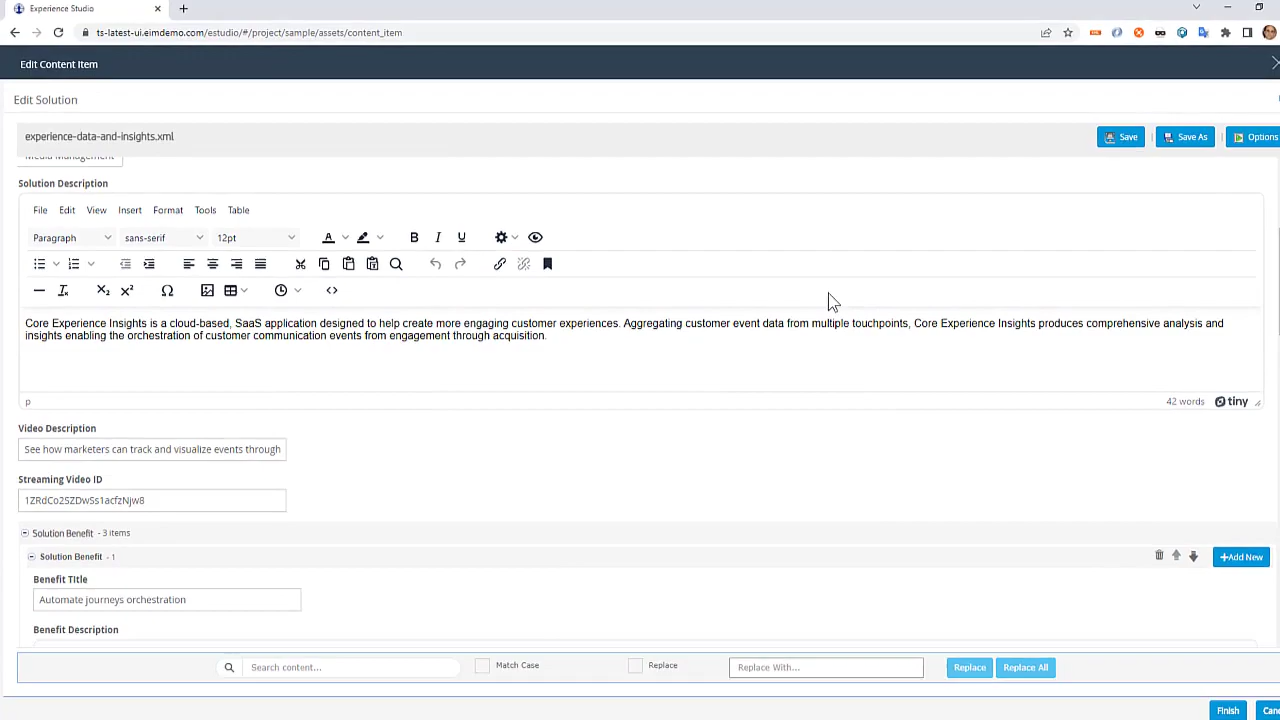 Experience Studio
ts-latest-ui.eimdemo.com/estudio/#/project/sample/assets/content_item
Edit Content Item
Edit Solution
experience-data-and-insights.xml
Save
Save As
Options
Media Management
Solution Description
File Edit View Insert Format Tools Table
Paragraph sans-serif 12pt A B I U
Core Experience Insights is a cloud-based, SaaS application designed to help create more engaging customer experiences. Aggregating customer event data from multiple touchpoints, Core Experience Insights produces comprehensive analysis and
insights enabling the orchestration of customer communication events from engagement through acquisition.
p 42 words tiny
Video Description
See how marketers can track and visualize events through
Streaming Video ID
Solution Benefit - 3 items
Solution Benefit - 1
+Add New
Benefit Title
Automate journeys orchestration
Benefit Description
Search content... Match Case Replace Replace With... Replace Replace All
Finish